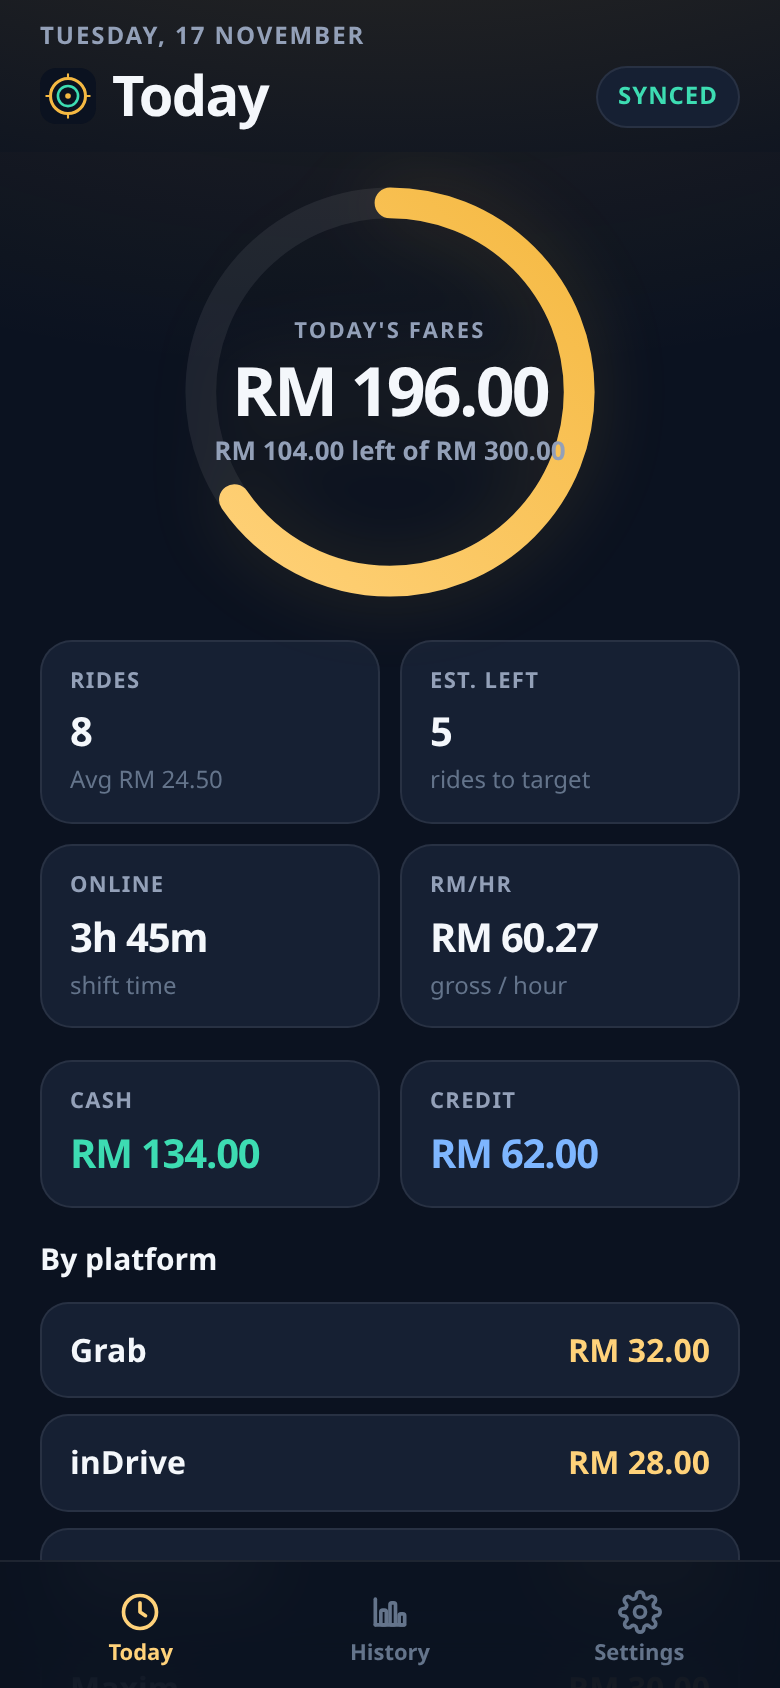 TUESDAY, 17 NOVEMBER
Today
SYNCED
TODAY'S FARES
RM 196.00
RM 104.00 left of RM 300.00
RIDES
8
Avg RM 24.50
EST. LEFT
5
rides to target
ONLINE
3h 45m
shift time
RM/HR
RM 60.27
gross / hour
CASH
RM 134.00
CREDIT
RM 62.00
By platform
Grab
RM 32.00
inDrive
RM 28.00
Today
History
Settings
Maxim